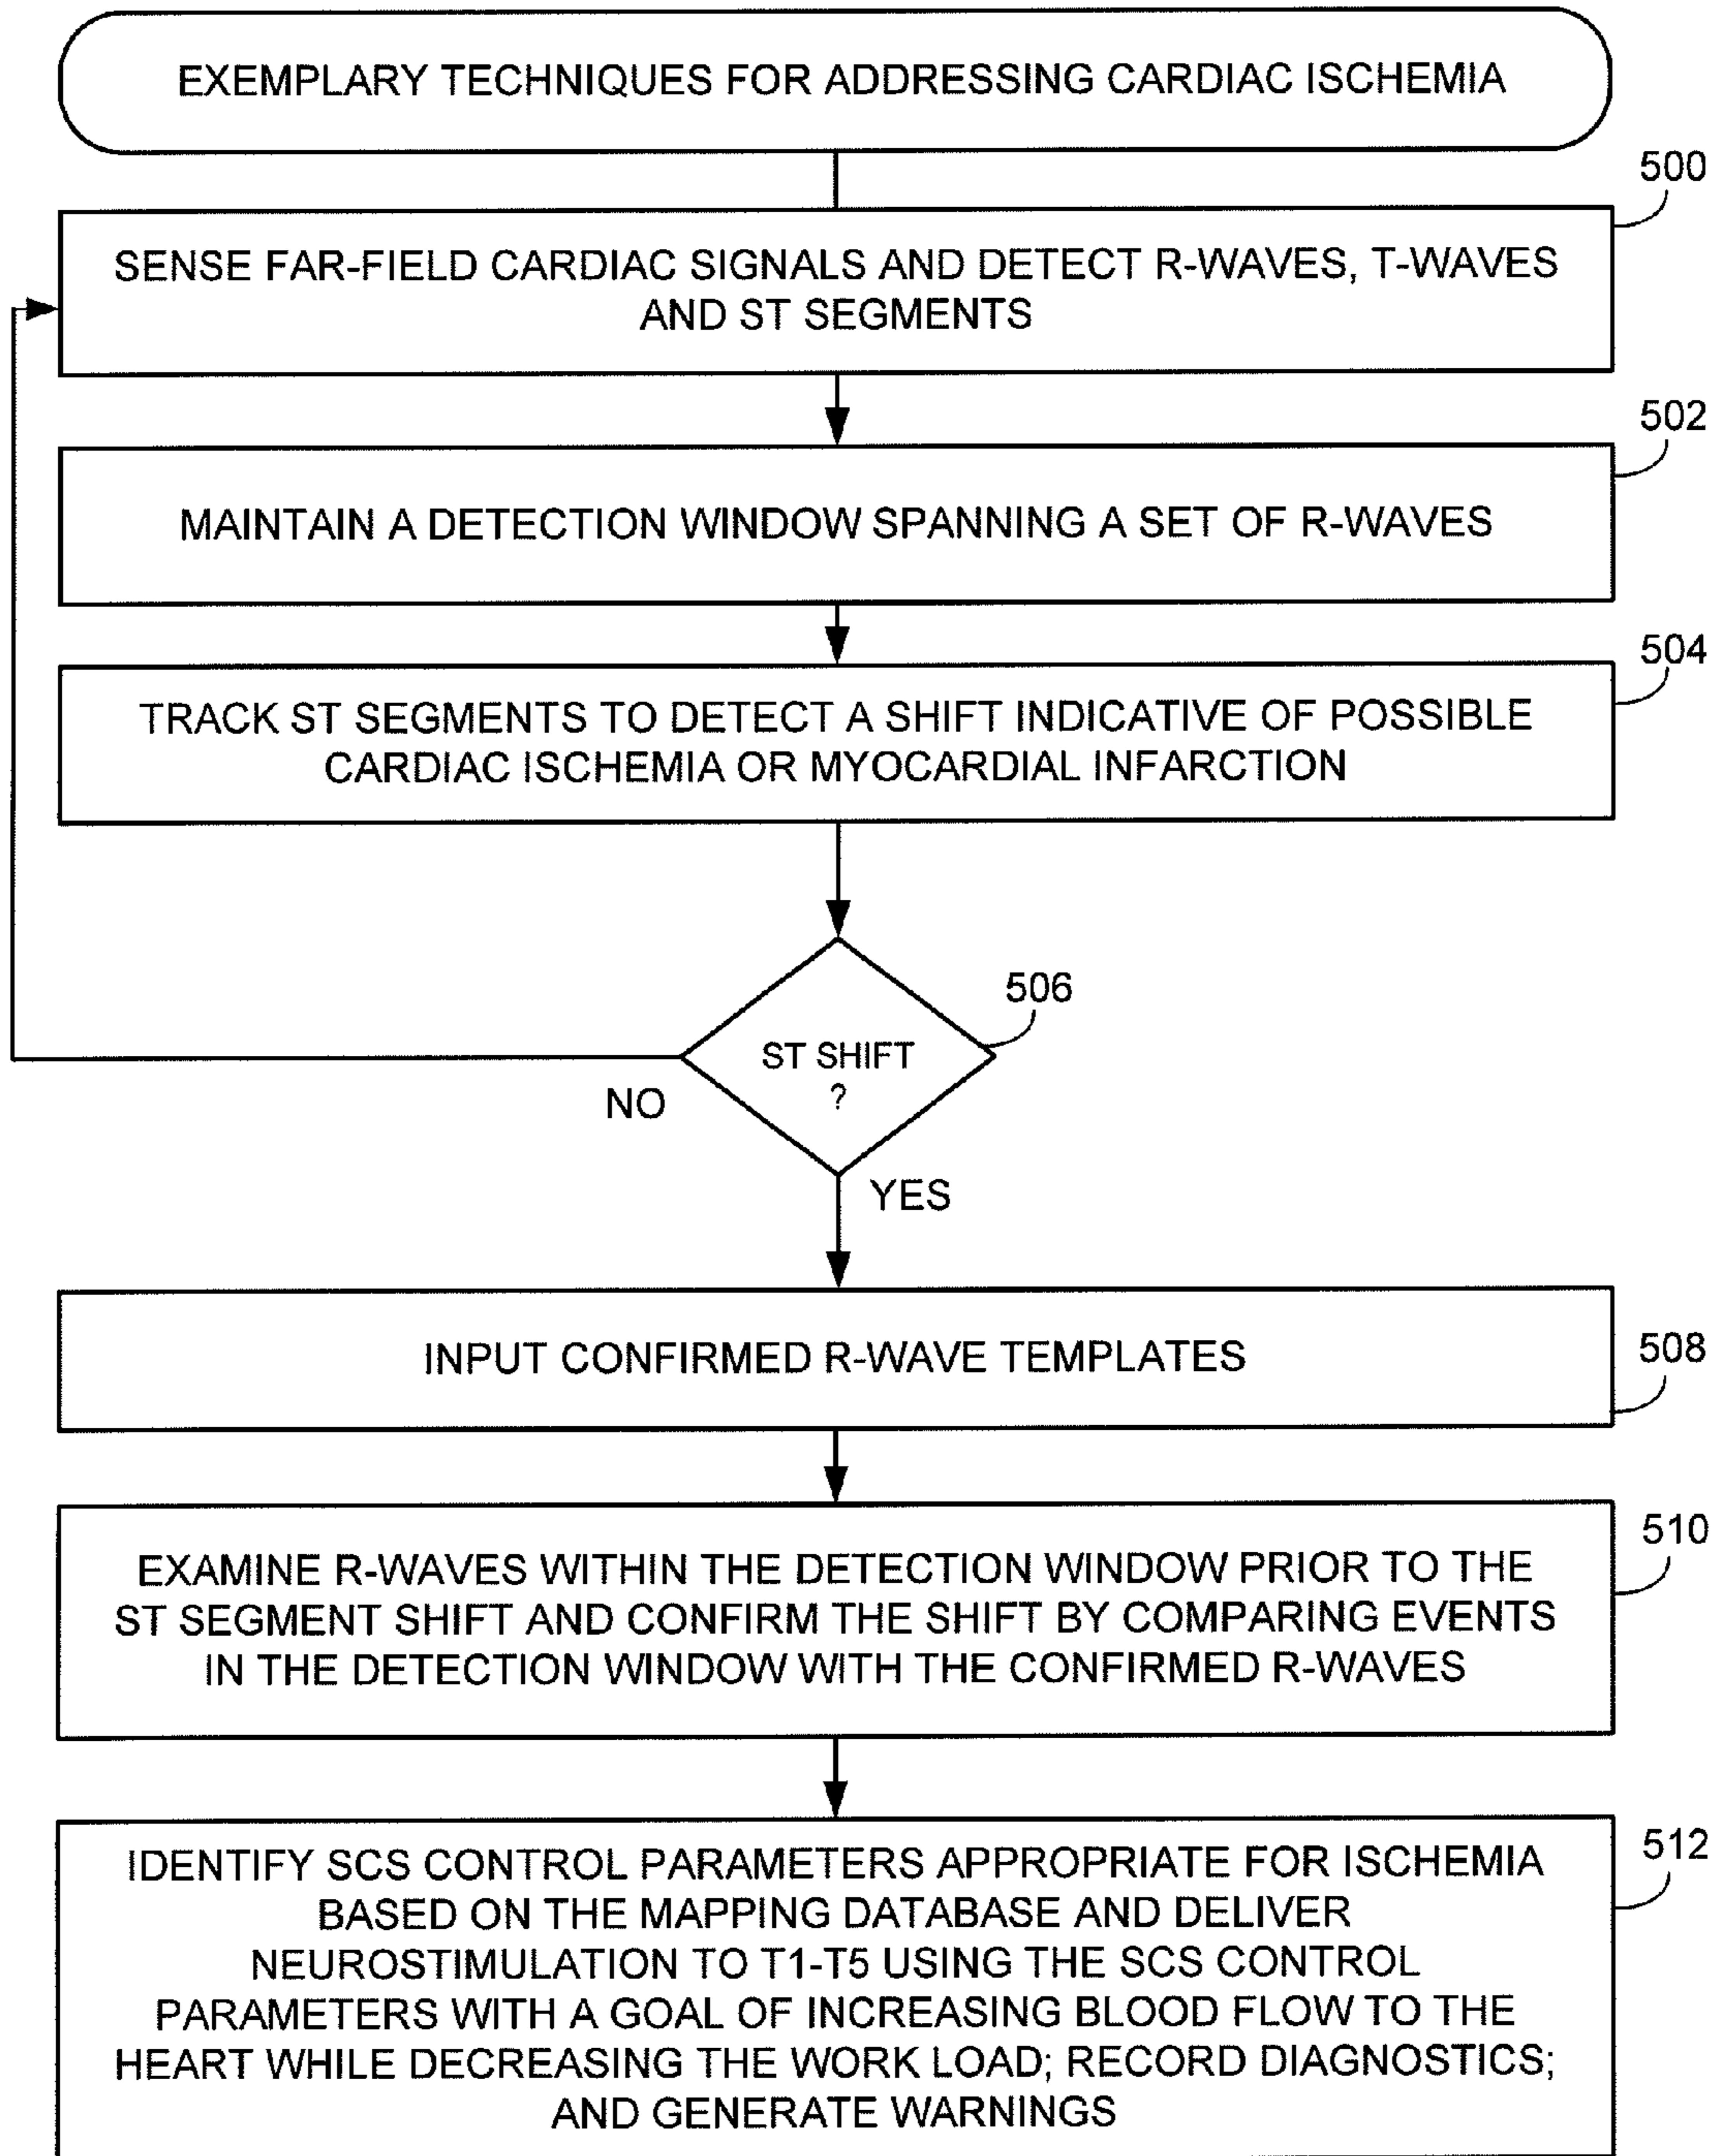 EXEMPLARY TECHNIQUES FOR ADDRESSING CARDIAC ISCHEMIA
500
SENSE FAR-FIELD CARDIAC SIGNALS AND DETECT R-WAVES, T-WAVES
AND ST SEGMENTS
502
MAINTAIN A DETECTION WINDOW SPANNING A SET OF R-WAVES
504
TRACK ST SEGMENTS TO DETECT A SHIFT INDICATIVE OF POSSIBLE
CARDIAC ISCHEMIA OR MYOCARDIAL INFARCTION
506
ST SHIFT
?
NO
YES
INPUT CONFIRMED R-WAVE TEMPLATES
508
510
EXAMINE R-WAVES WITHIN THE DETECTION WINDOW PRIOR TO THE
ST SEGMENT SHIFT AND CONFIRM THE SHIFT BY COMPARING EVENTS
IN THE DETECTION WINDOW WITH THE CONFIRMED R-WAVES
512
IDENTIFY SCS CONTROL PARAMETERS APPROPRIATE FOR ISCHEMIA
BASED ON THE MAPPING DATABASE AND DELIVER
NEUROSTIMULATION TO T1-T5 USING THE SCS CONTROL
PARAMETERS WITH A GOAL OF INCREASING BLOOD FLOW TO THE
HEART WHILE DECREASING THE WORK LOAD; RECORD DIAGNOSTICS;
AND GENERATE WARNINGS